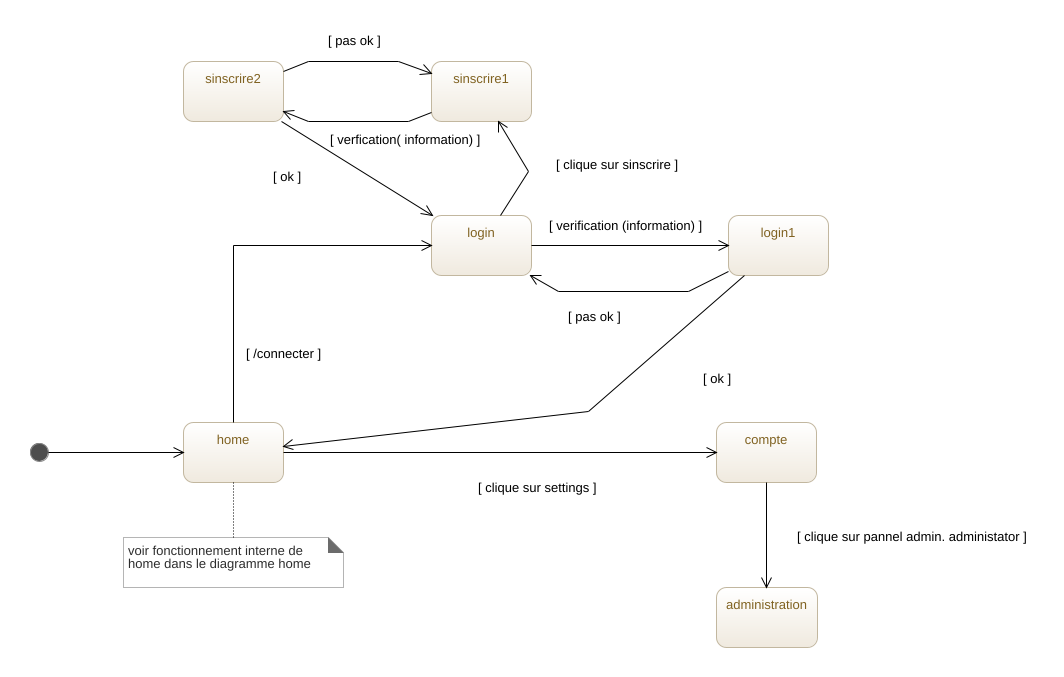 [ pas ok ]
sinscrire2
sinscrire1
[ verfication( information) ]
[ clique sur sinscrire ]
[ ok ]
login
[ verification (information) ]
login1
[ pas ok ]
[ /connecter ]
[ ok ]
home
compte
[ clique sur settings ]
voir fonctionnement interne de
home dans le diagramme home
[ clique sur pannel admin. administator ]
administration